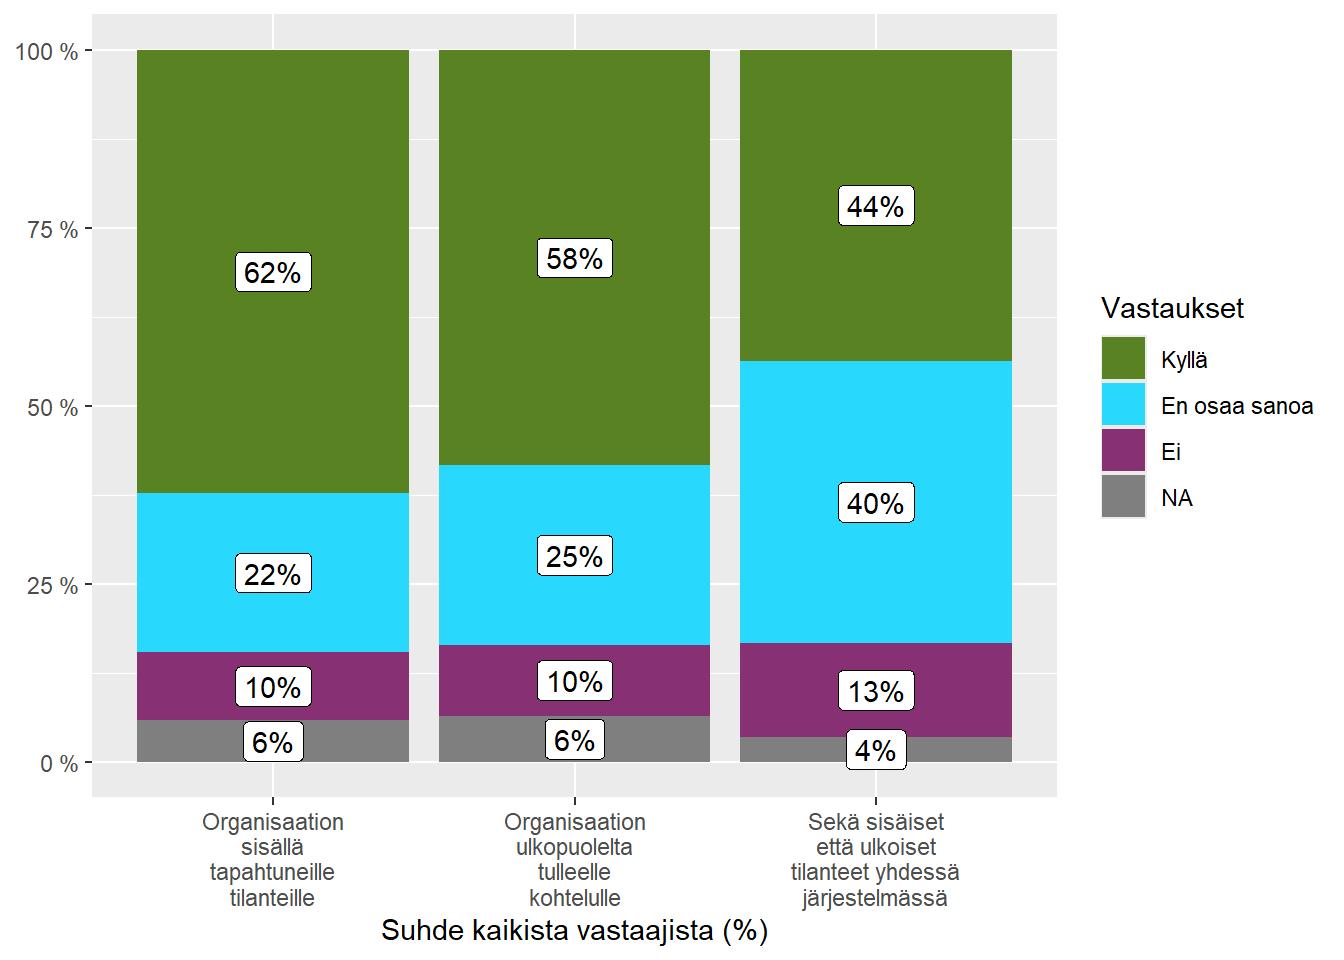 100 %
75 %
50 %
25 %
0 %
62%
22%
10%
6%
58%
25%
10%
6%
44%
40%
13%
4%
Organisaation
sisällä
tapahtuneille
tilanteille
Organisaation
ulkopuolelta
tulleelle
kohtelulle
Sekä sisäiset
että ulkoiset
tilanteet yhdessä
järjestelmässä
Suhde kaikista vastaajista (%)
Vastaukset
Kyllä
En osaa sanoa
Ei
NA